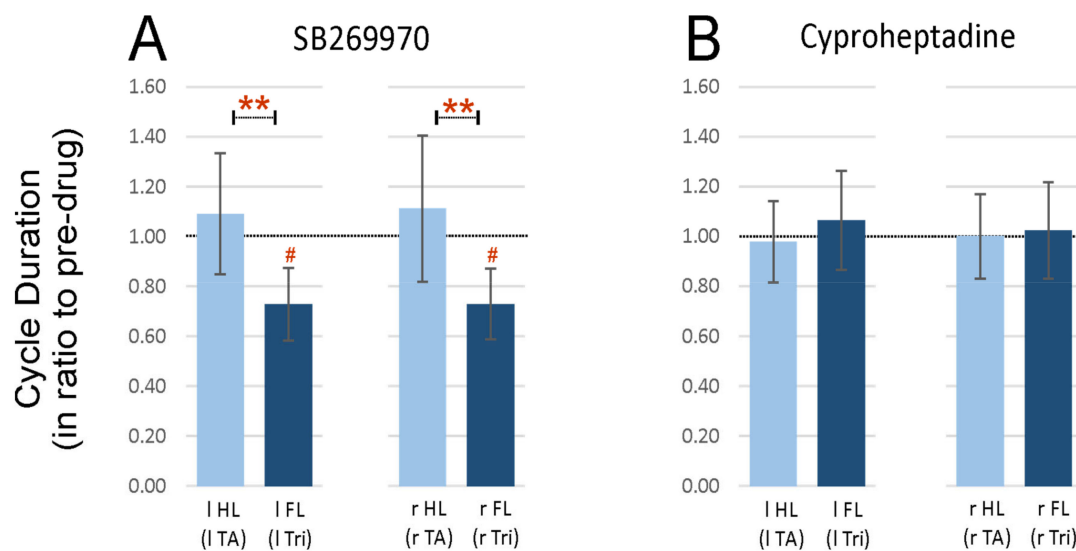 A
SB269970
B
Cyproheptadine
Cycle Duration
(in ratio to pre-drug)
1.60
1.40
1.20
1.00
0.80
0.60
0.40
0.20
0.00
**
**
#
#
l HL
(l TA)
l FL
(l Tri)
r HL
(r TA)
r FL
(r Tri)
1.60
1.40
1.20
1.00
0.80
0.60
0.40
0.20
0.00
l HL
(l TA)
l FL
(l Tri)
r HL
(r TA)
r FL
(r Tri)